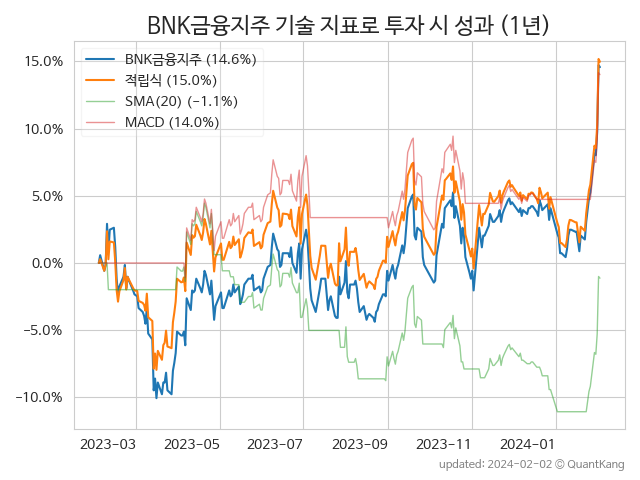 BNK금융지주 기술 지표로 투자 시 성과 (1년)
BNK금융지주 (14.6%)
적립식 (15.0%)
SMA(20) (−1.1%)
MACD (14.0%)
15.0%
10.0%
5.0%
0.0%
−5.0%
−10.0%
2023-03 2023-05 2023-07 2023-09 2023-11 2024-01
updated: 2024-02-02 © QuantKang